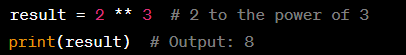 result = 2 ** 3  # 2 to the power of 3
print(result)  # Output: 8